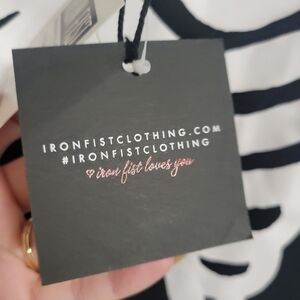 IRONFISTCLOTHING.COM
#IRONFISTCLOTHING
♡ iron fist loves you